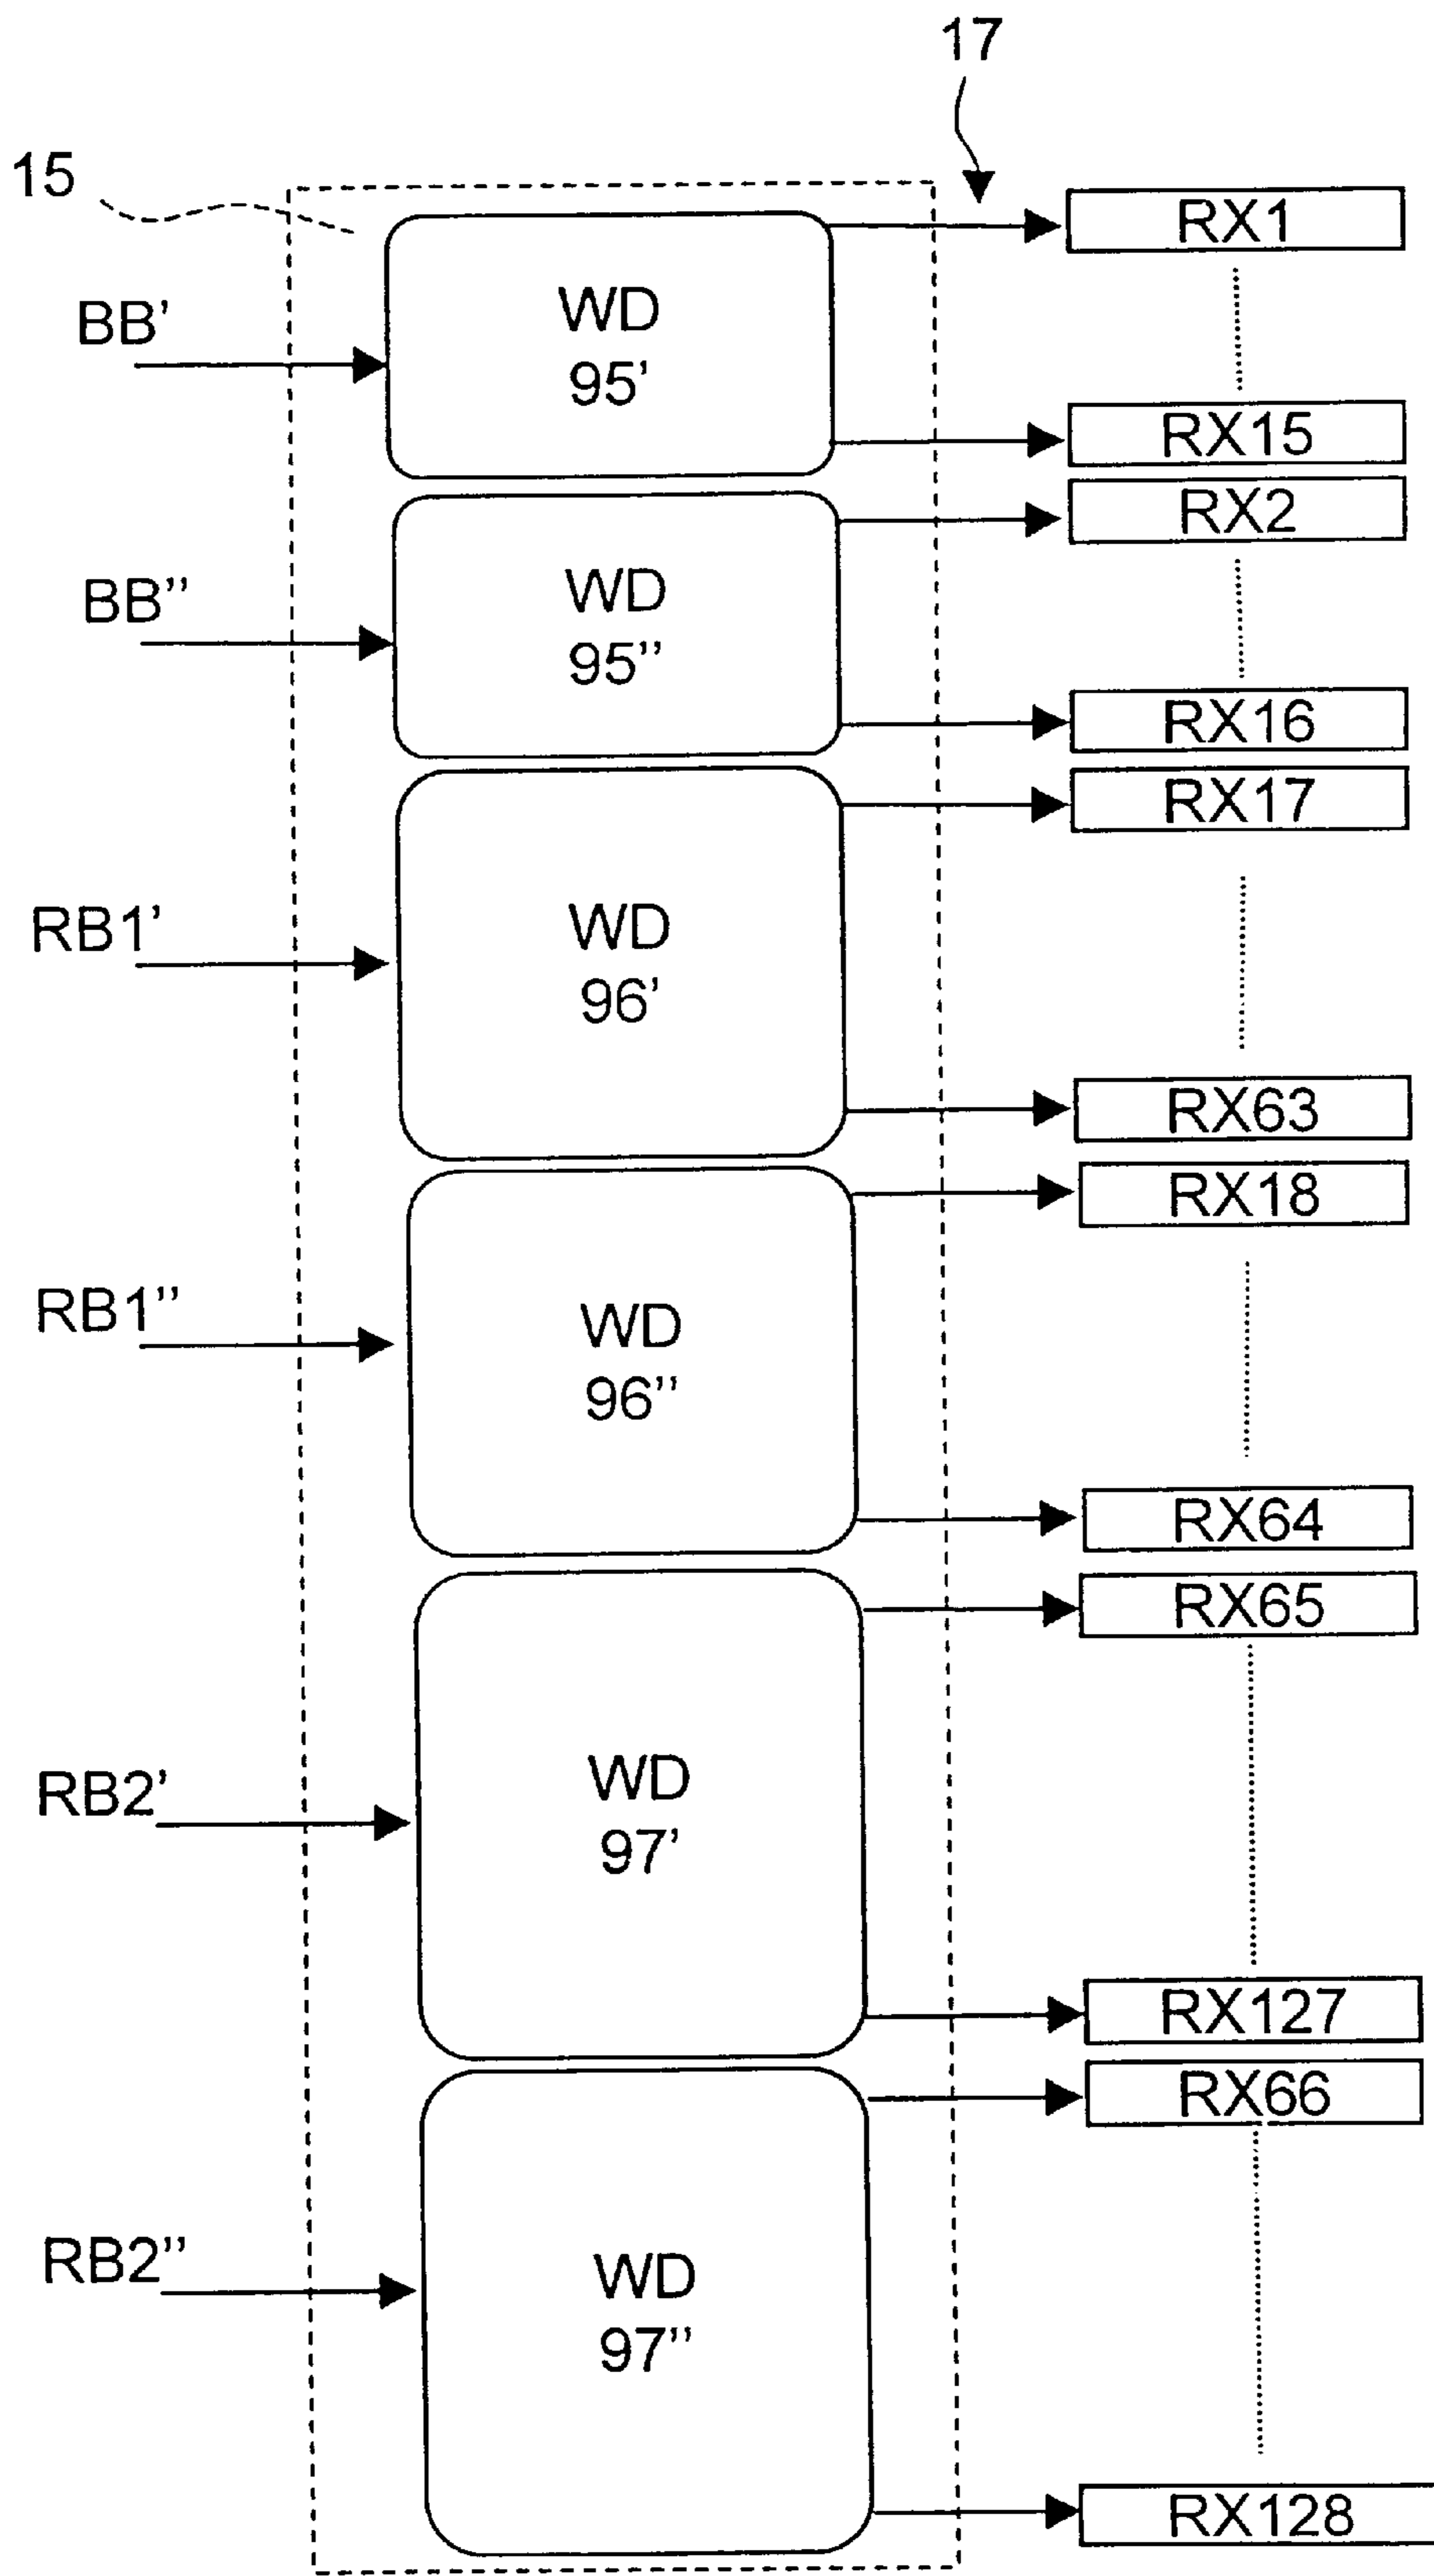 17
15
RX1
BB'
WD
95'
RX15
RX2
BB''
WD
95''
RX16
RX17
RB1'
WD
96'
RX63
RX18
RB1''
WD
96''
RX64
RX65
RB2'
WD
97'
RX127
RX66
RB2''
WD
97''
RX128